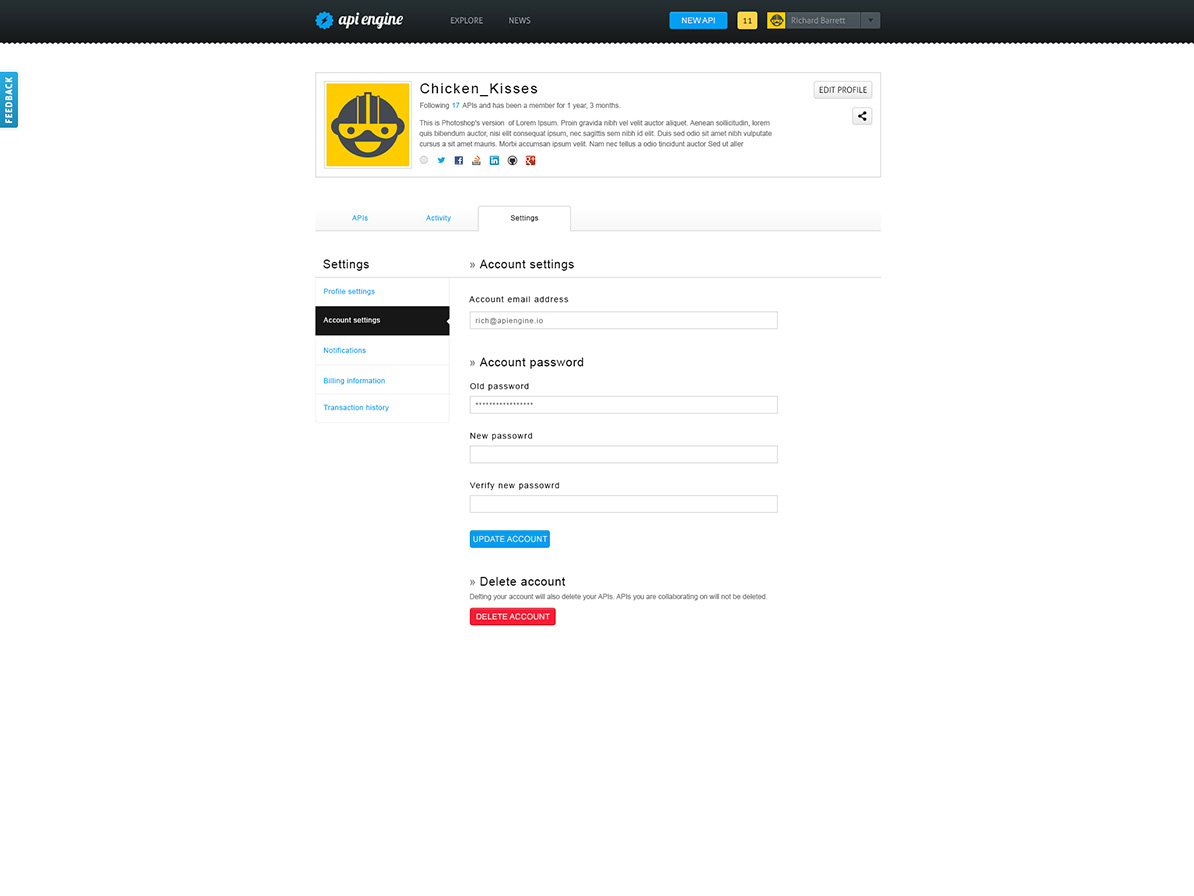 api engine
EXPLORE
NEWS
NEW API
11
Richard Barrett
FEEDBACK
Chicken_Kisses
EDIT PROFILE
Following 17 APIs and has been a member for 1 year, 3 months.
This is Photoshop's version of Lorem Ipsum. Proin gravida nibh vel velit auctor aliquet. Aenean sollicitudin, lorem
quis bibendum auctor, nisi elit consequat ipsum, nec sagittis sem nibh id elit. Duis sed odio sit amet nibh vulputate
cursus a sit amet mauris. Morbi accumsan ipsum velit. Nam nec tellus a odio tincidunt auctor Sed ut aller
APIs
Activity
Settings
Settings
Profile settings
Account settings
Notifications
Billing information
Transaction history
» Account settings
Account email address
rich@apiengine.io
» Account password
Old password
*****************
New passowrd
Verify new passowrd
UPDATE ACCOUNT
» Delete account
Delting your account will also delete your APIs. APIs you are collaborating on will not be deleted.
DELETE ACCOUNT